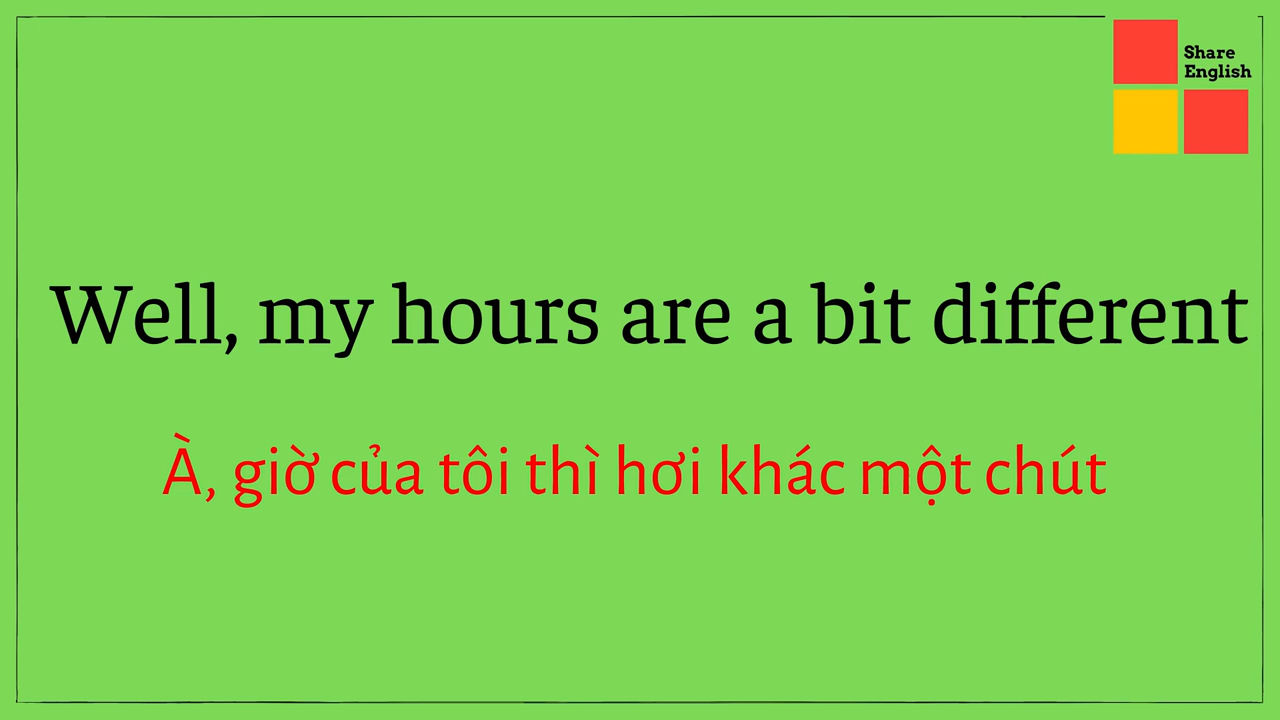 Share
English
Well, my hours are a bit different
À, giờ của tôi thì hơi khác một chút